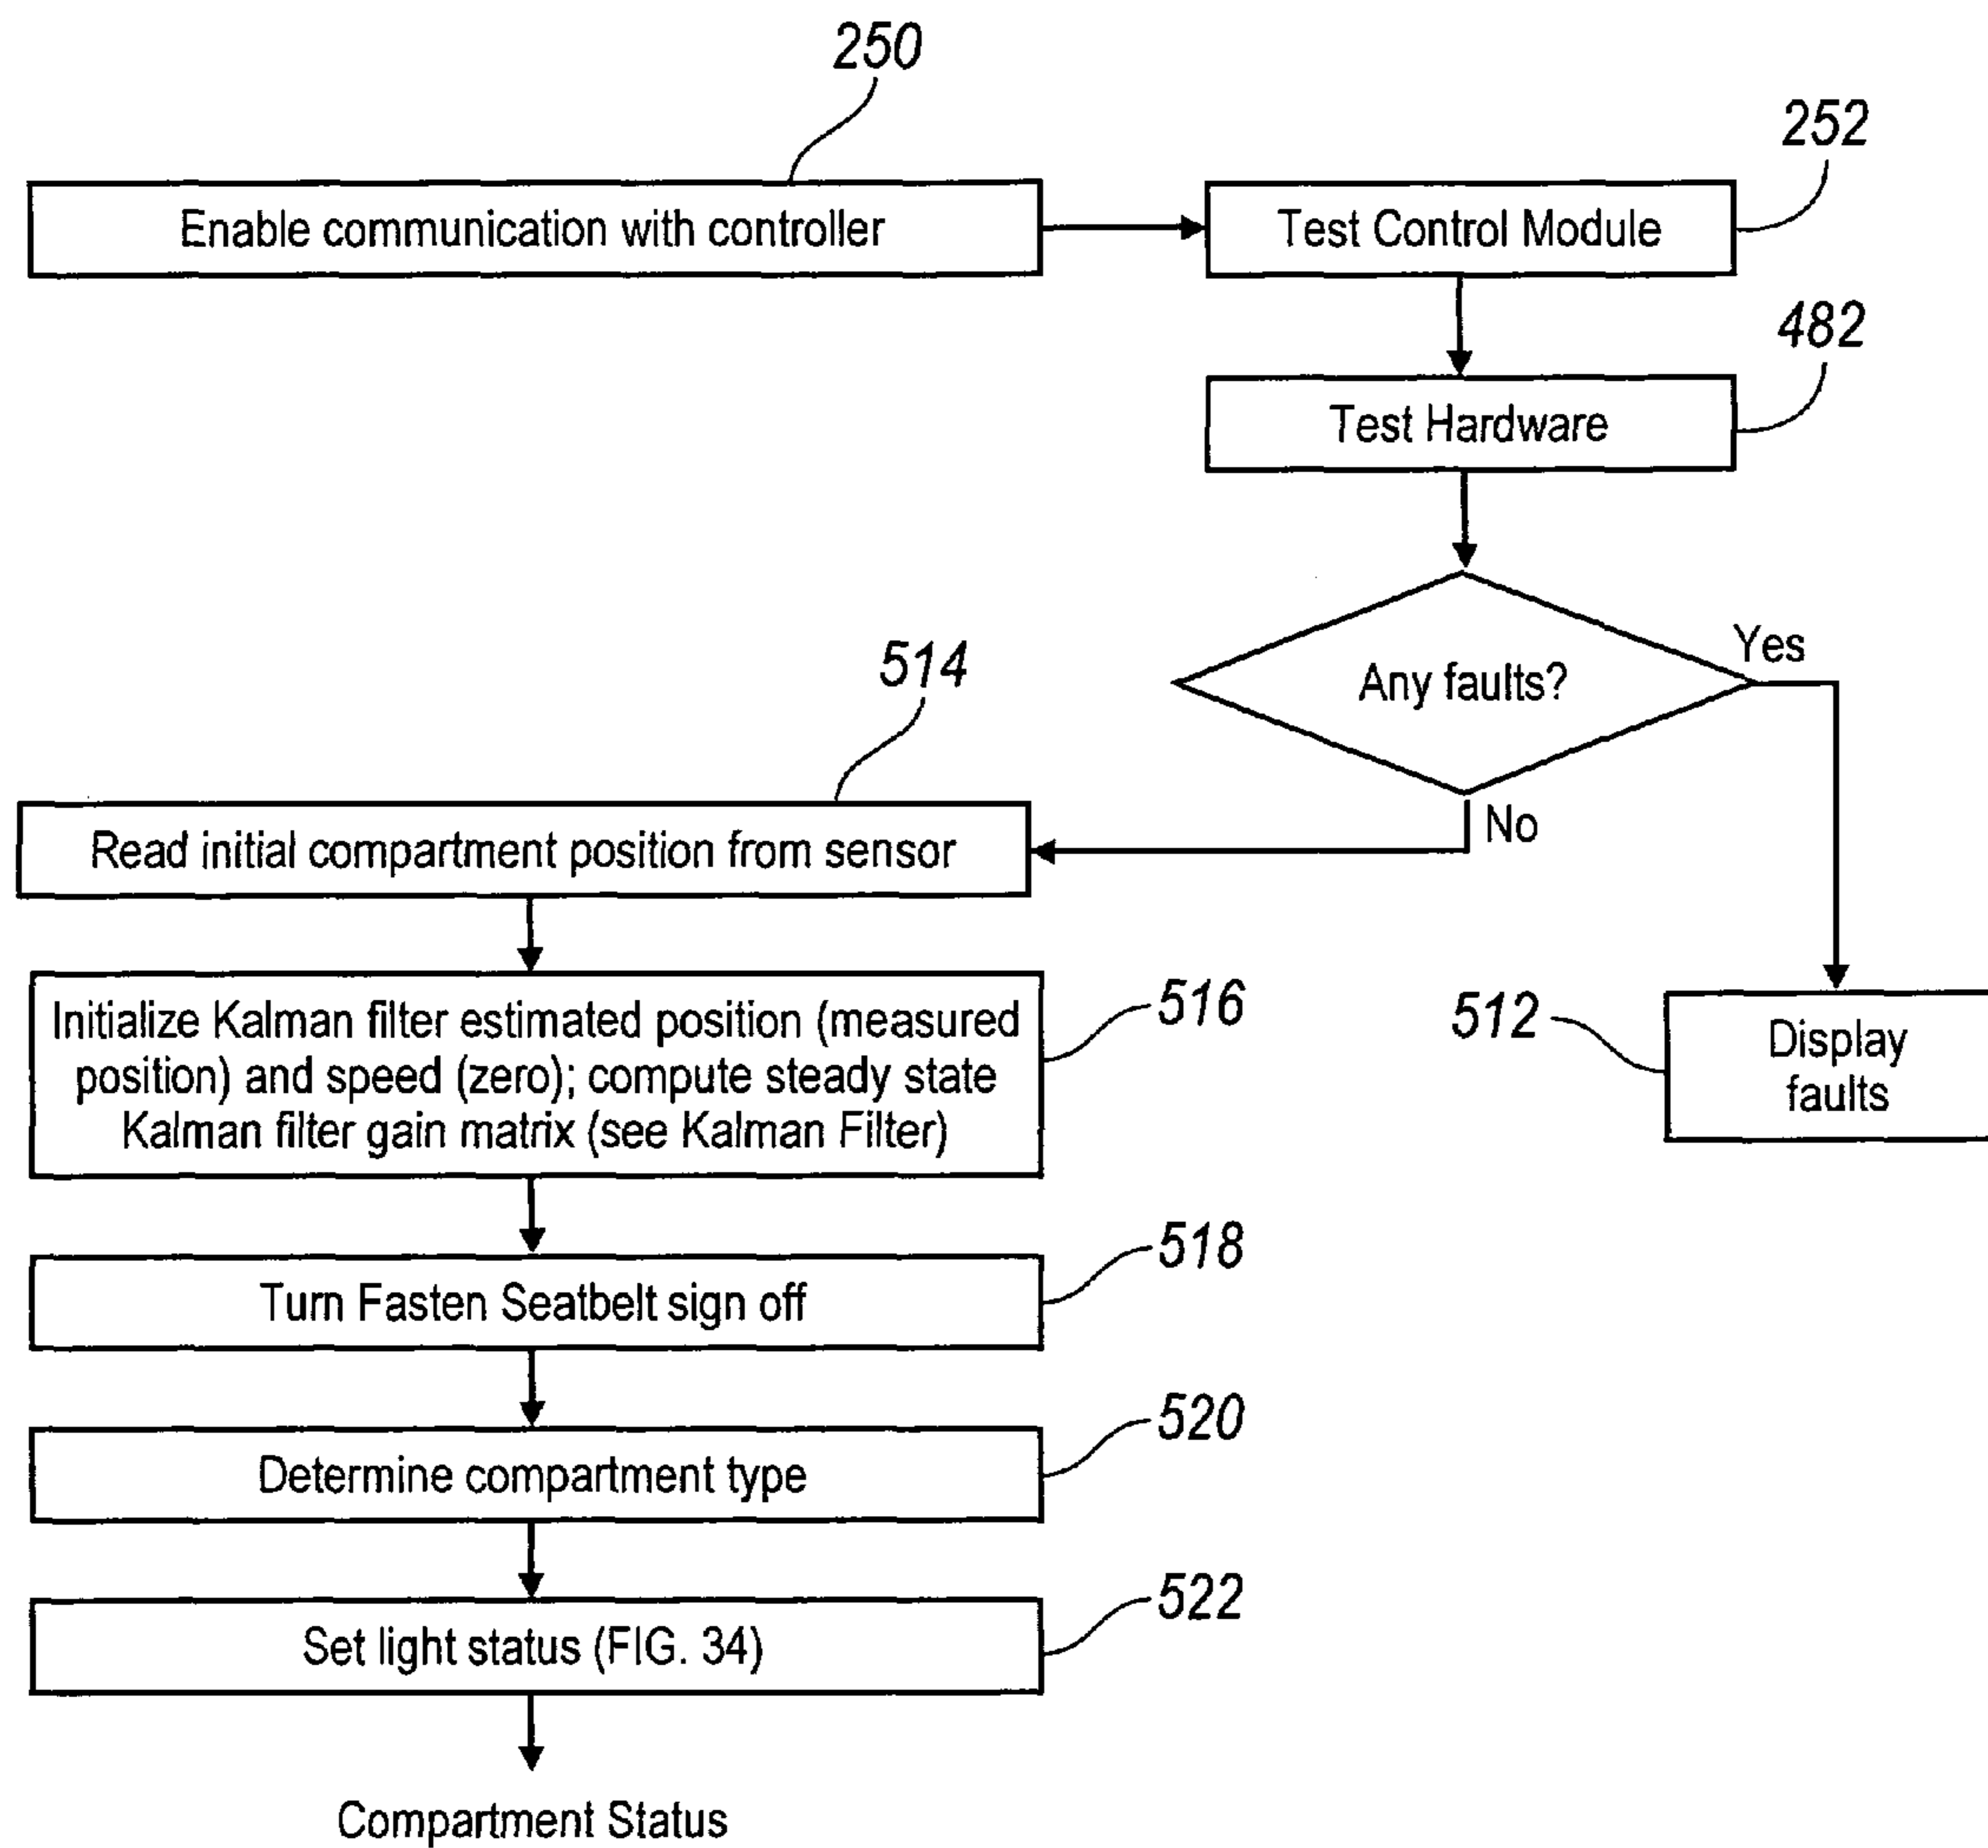 250
252
Enable communication with controller
Test Control Module
482
Test Hardware
Any faults?
Yes
514
No
Read initial compartment position from sensor
516
Initialize Kalman filter estimated position (measured
position) and speed (zero); compute steady state
Kalman filter gain matrix (see Kalman Filter)
512
Display
faults
518
Turn Fasten Seatbelt sign off
520
Determine compartment type
522
Set light status (FIG. 34)
Compartment Status